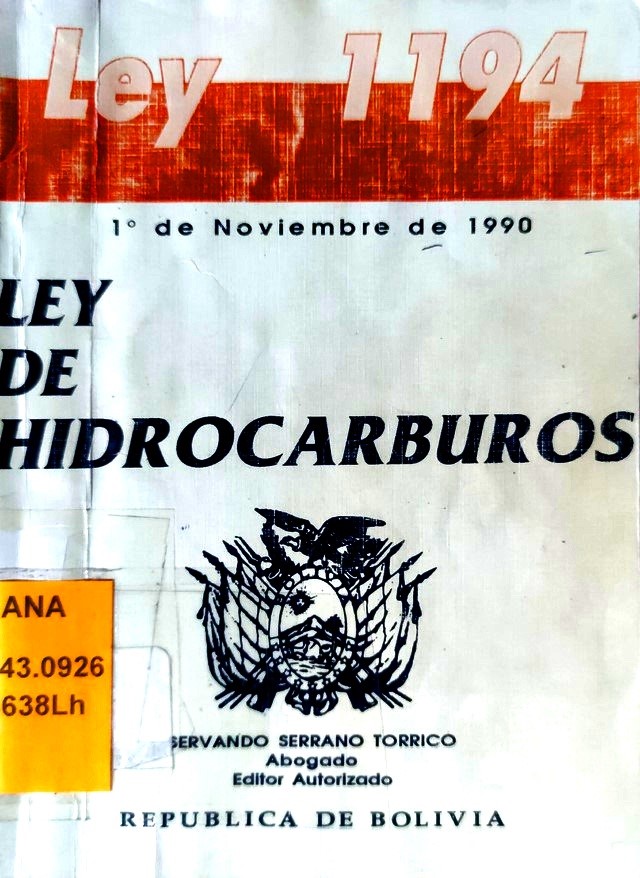 Ley 1194
1° de Noviembre de 1990
LEY
DE
HIDROCARBUROS
ANA
43.0926
638Lh
SERVANDO SERRANO TORRICO
Abogado
Editor Autorizado
REPUBLICA DE BOLIVIA